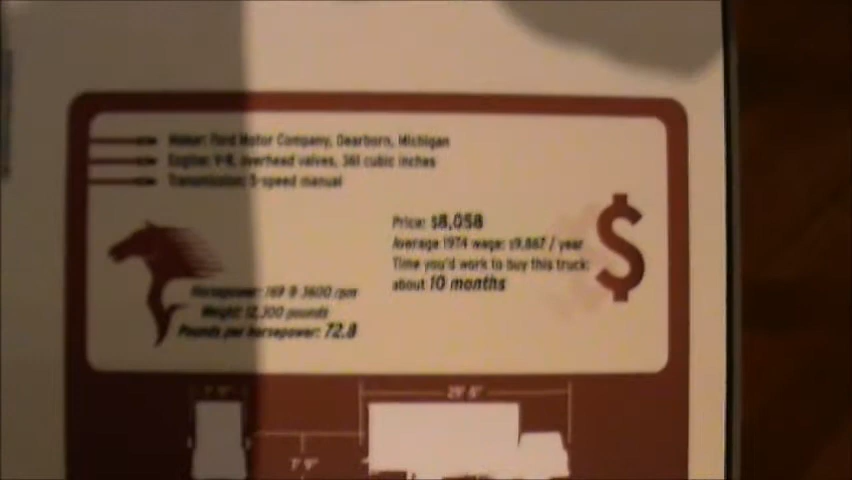 Maker: Ford Motor Company, Dearborn, Michigan
Engine: V-8, overhead valves, 361 cubic inches
Transmission: 5-speed manual
Price: $8,058
Average 1974 wage: $9,667 / year
Time you'd work to buy this truck:
about 10 months
Horsepower: 169 @ 3600 rpm
Weight: 12,300 pounds
Pounds per horsepower: 72.8
$